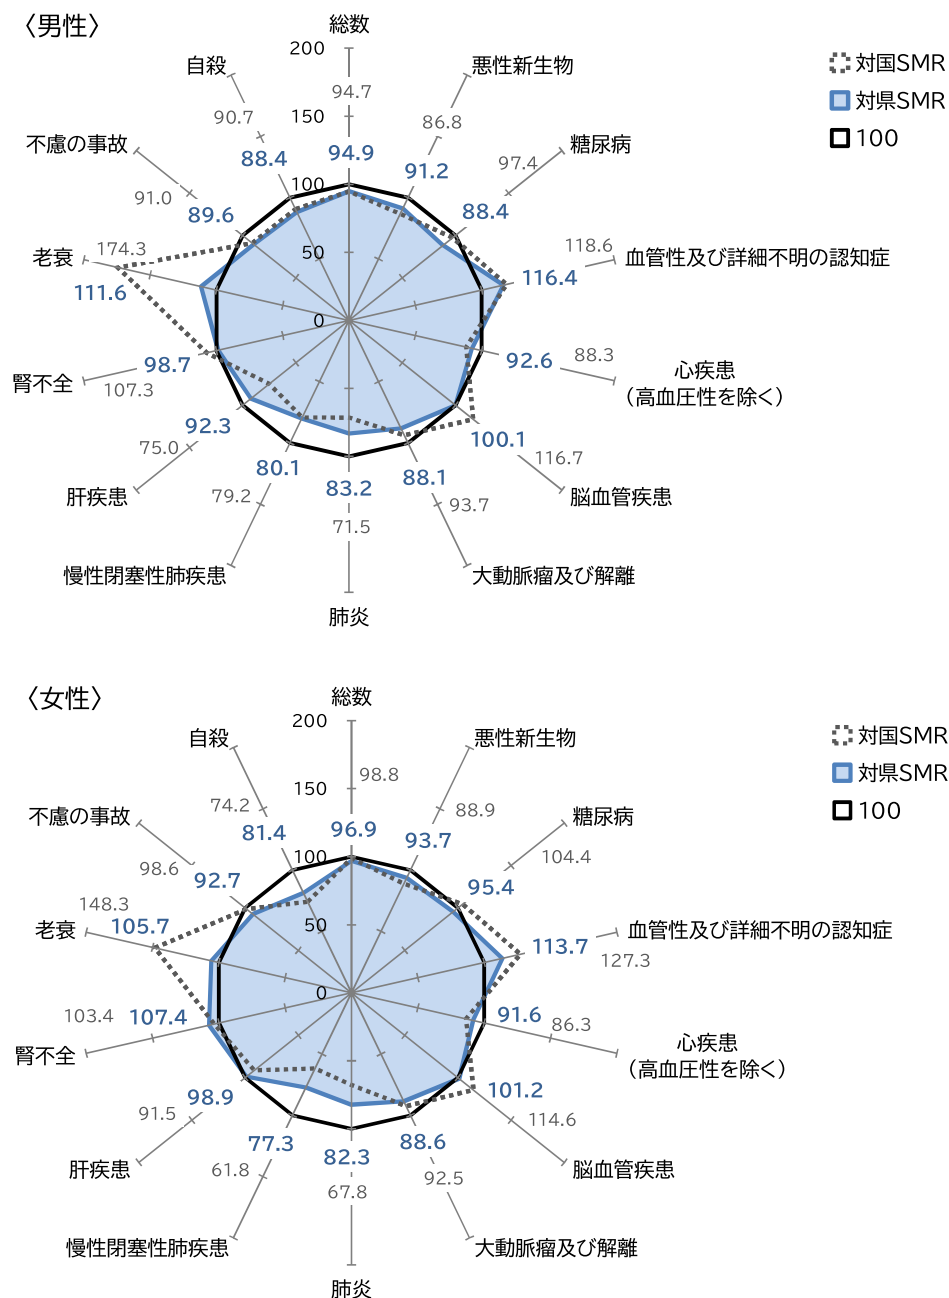 〈男性〉
総数
200
自殺
悪性新生物
対国SMR
94.7
対県SMR
150
90.7
86.8
100
不慮の事故
糖尿病
94.9
88.4
91.2
97.4
100
91.0
89.6
88.4
174.3
118.6
老衰
50
血管性及び詳細不明の認知症
116.4
111.6
0
98.7
92.6
88.3
心疾患
腎不全
107.3
(高血圧性を除く)
92.3
100.1
75.0
116.7
80.1
88.1
83.2
肝疾患
79.2
93.7
脳血管疾患
71.5
慢性閉塞性肺疾患
大動脈瘤及び解離
肺炎
〈女性〉
総数
200
自殺
悪性新生物
対国SMR
98.8
対県SMR
150
74.2
88.9
100
不慮の事故
糖尿病
81.4
96.9
93.7
100
104.4
98.6
92.7
95.4
148.3
105.7
老衰
50
血管性及び詳細不明の認知症
113.7
127.3
0
103.4
107.4
91.6
86.3
心疾患
腎不全
(高血圧性を除く)
98.9
101.2
91.5
114.6
77.3
82.3
88.6
肝疾患
61.8
92.5
脳血管疾患
67.8
慢性閉塞性肺疾患
大動脈瘤及び解離
肺炎